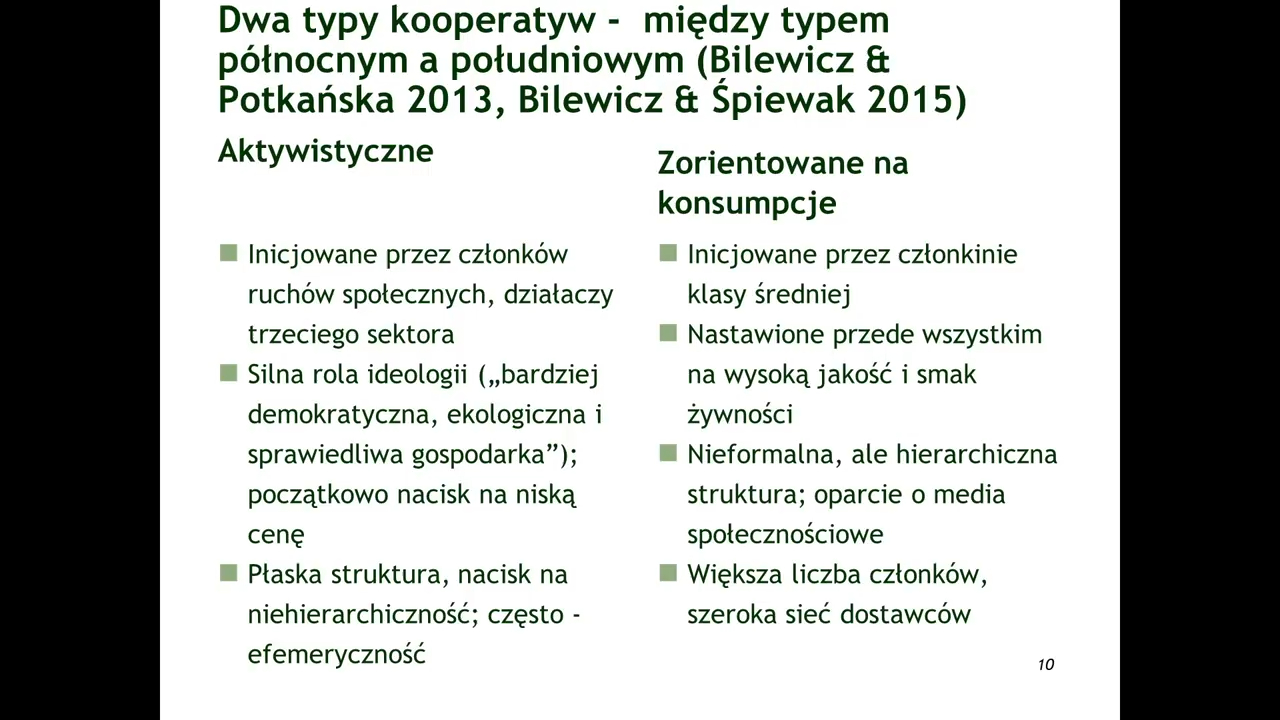 Dwa typy kooperatyw -  między typem
północnym a południowym (Bilewicz &
Potkańska 2013, Bilewicz & Śpiewak 2015)
Aktywistyczne
Inicjowane przez członków
ruchów społecznych, działaczy
trzeciego sektora
Silna rola ideologii („bardziej
demokratyczna, ekologiczna i
sprawiedliwa gospodarka”);
początkowo nacisk na niską
cenę
Płaska struktura, nacisk na
niehierarchiczność; często -
efemeryczność
Zorientowane na
konsumpcje
Inicjowane przez członkinie
klasy średniej
Nastawione przede wszystkim
na wysoką jakość i smak
żywności
Nieformalna, ale hierarchiczna
struktura; oparcie o media
społecznościowe
Większa liczba członków,
szeroka sieć dostawców
10